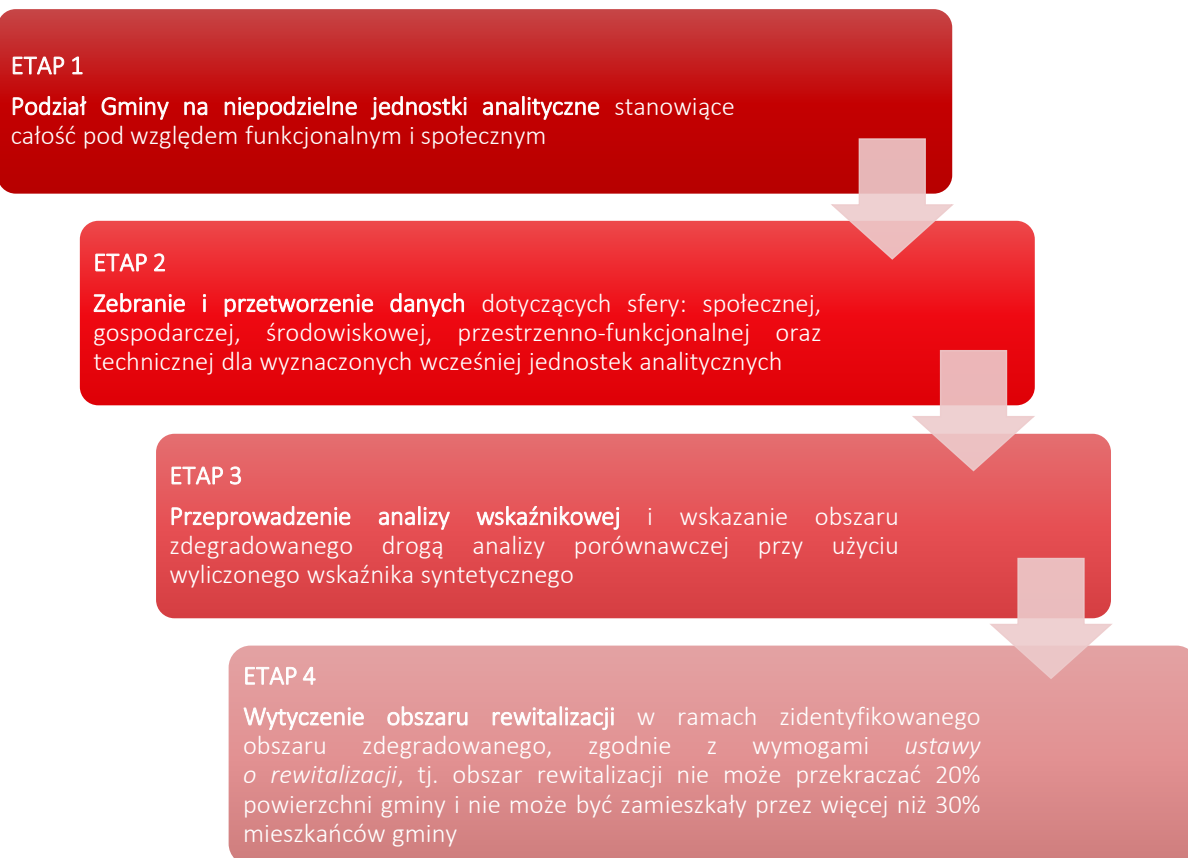 ETAP 1
Podział Gminy na niepodzielne jednostki analityczne stanowiące
całość pod względem funkcjonalnym i społecznym
ETAP 2
Zebranie i przetworzenie danych dotyczących sfery: społecznej,
gospodarczej, środowiskowej, przestrzenno-funkcjonalnej oraz
technicznej dla wyznaczonych wcześniej jednostek analitycznych
ETAP 3
Przeprowadzenie analizy wskaźnikowej i wskazanie obszaru
zdegradowanego drogą analizy porównawczej przy użyciu
wyliczonego wskaźnika syntetycznego
ETAP 4
Wytyczenie obszaru rewitalizacji w ramach zidentyfikowanego
obszaru zdegradowanego, zgodnie z wymogami ustawy
o rewitalizacji, tj. obszar rewitalizacji nie może przekraczać 20%
powierzchni gminy i nie może być zamieszkały przez więcej niż 30%
mieszkańców gminy